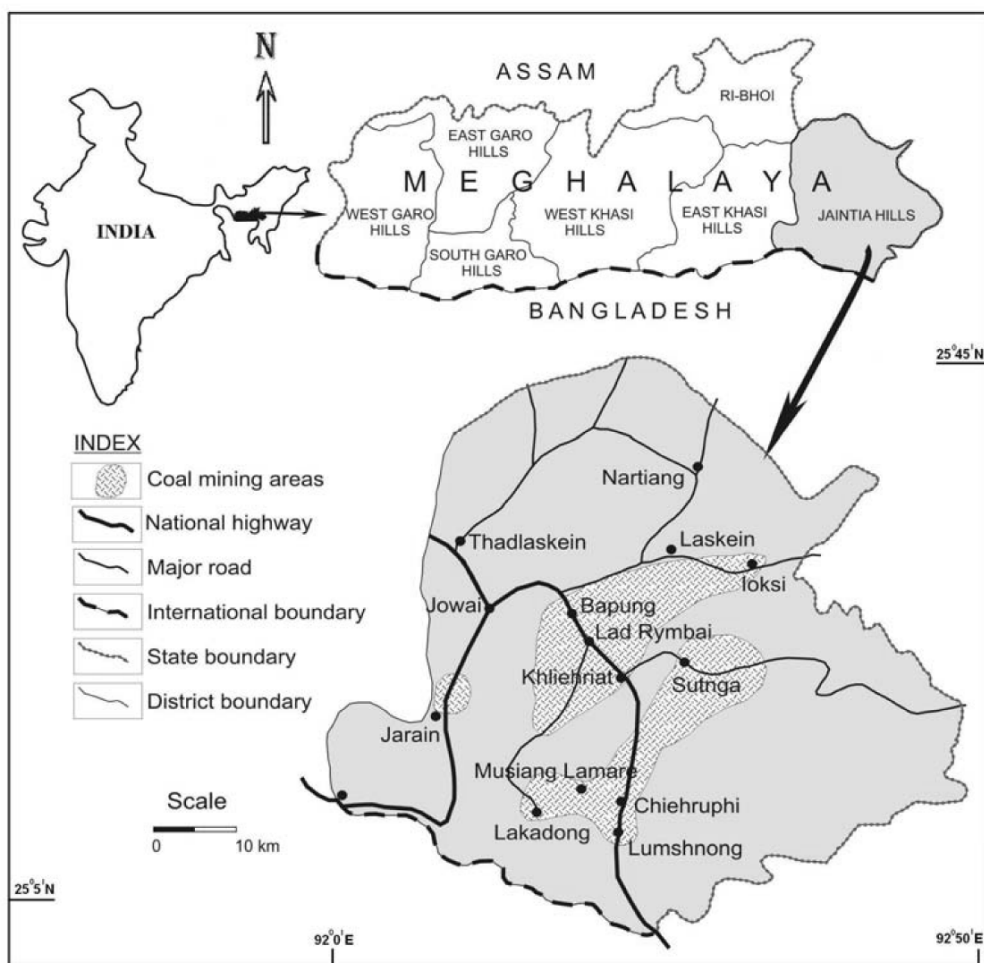 N
ASSAM
RI-BHOI
EAST GARO
HILLS
MEGHALAYA
INDIA
WEST GARO
HILLS
WEST KHASI
HILLS
EAST KHASI
HILLS
JAINTIA HILLS
SOUTH GARO
HILLS
BANGLADESH
25°45'N
INDEX
Coal mining areas
National highway
Major road
International boundary
State boundary
District boundary
Nartiang
Thadlaskein
Laskein
Ioksi
Jowai
Bapung
Lad Rymbai
Khliehriat
Sutnga
Jarain
Musiang Lamare
Scale
0 10 km
Chiehruphi
Lakadong
Lumshnong
25°5'N
92°0'E
92°50'E